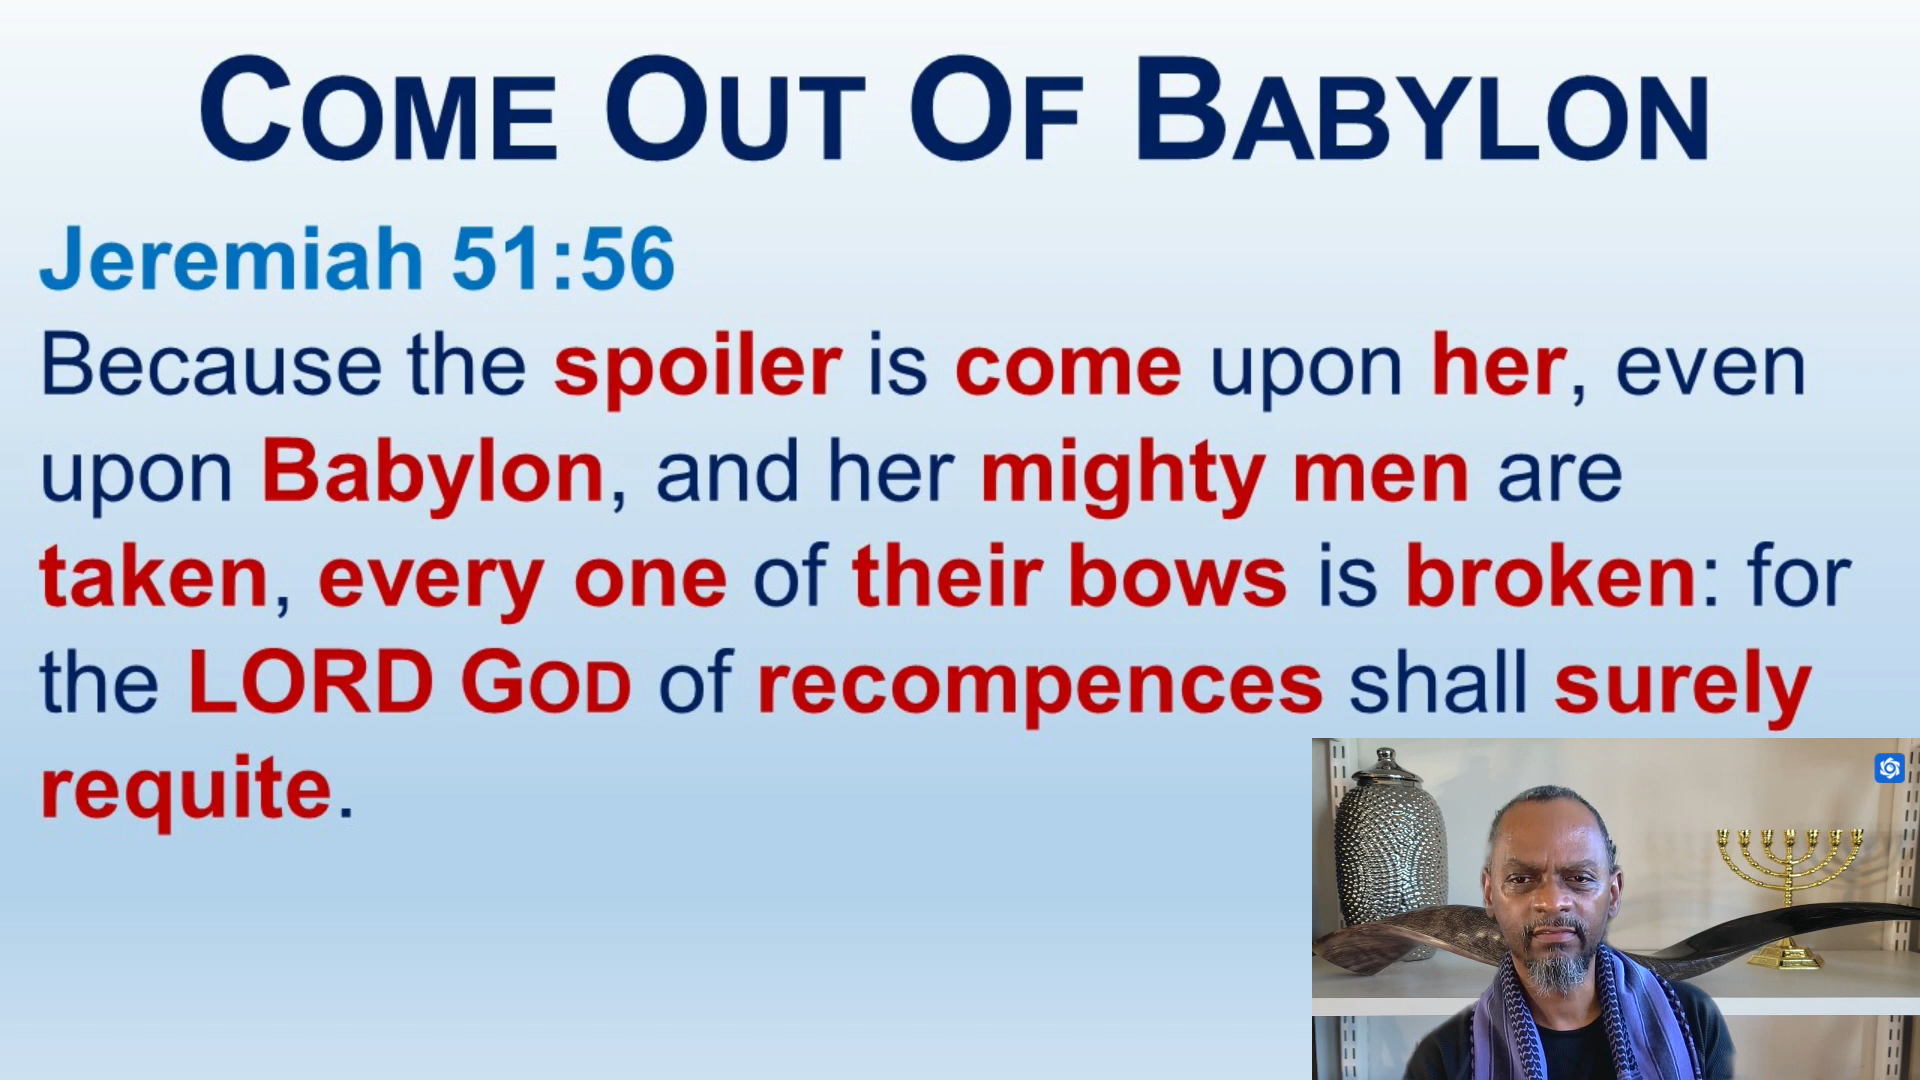 COME OUT OF BABYLON
Jeremiah 51:56
Because the spoiler is come upon her, even
upon Babylon, and her mighty men are
taken, every one of their bows is broken: for
the LORD GOD of recompences shall surely
requite.